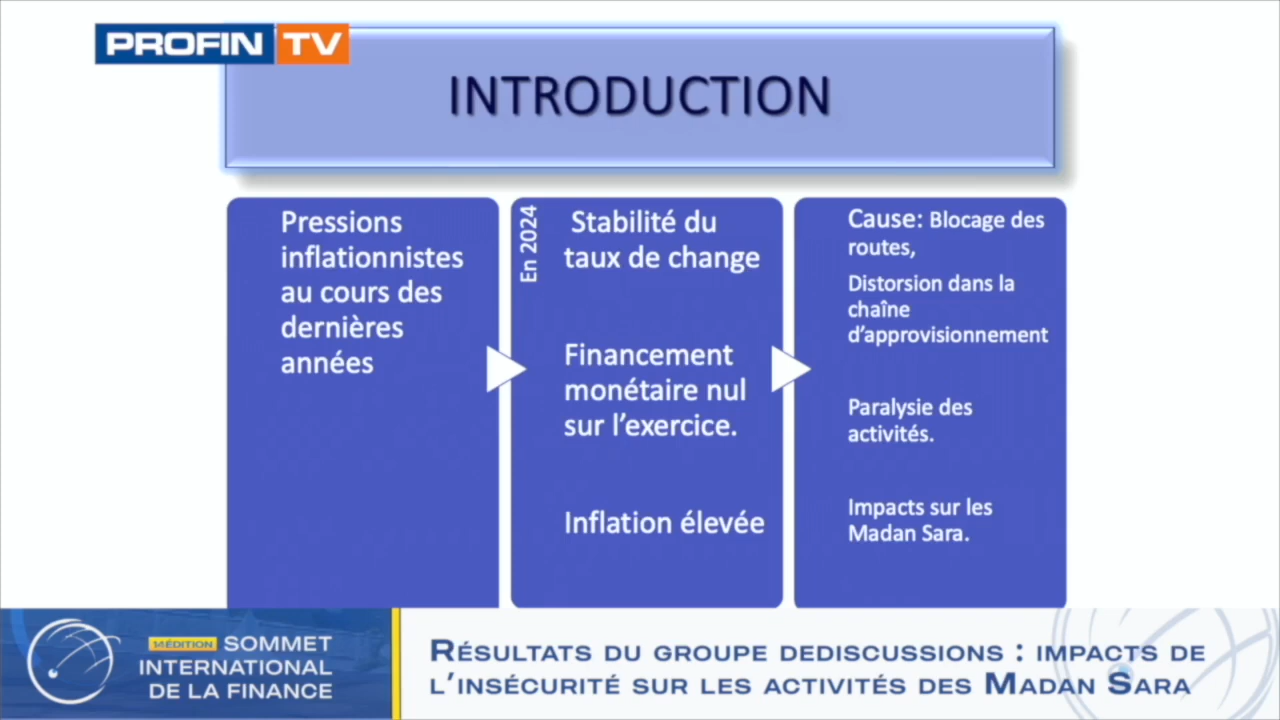 PROFIN TV
INTRODUCTION
Pressions
inflationnistes
au cours des
dernières
années
En 2024
Stabilité du
taux de change
Financement
monétaire nul
sur l’exercice.
Inflation élevée
Cause: Blocage des
routes,
Distorsion dans la
chaîne
d’approvisionnement
Paralysie des
activités.
Impacts sur les
Madan Sara.
14 ÉDITION SOMMET
INTERNATIONAL
DE LA FINANCE
RÉSULTATS DU GROUPE DEDISCUSSIONS : IMPACTS DE
L’INSÉCURITÉ SUR LES ACTIVITÉS DES MADAN SARA